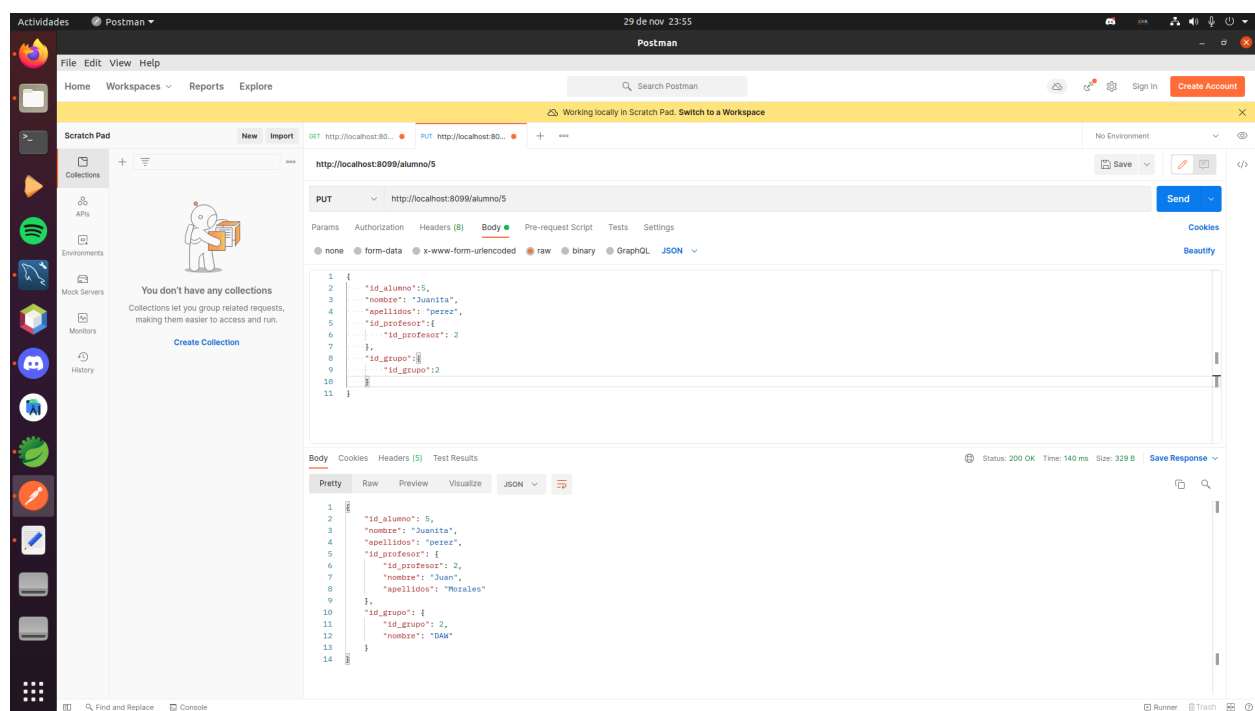 Actividades Postman 29 de nov 23:55
Postman
File Edit View Help
Home Workspaces Reports Explore Search Postman Sign In Create Account
Working locally in Scratch Pad. Switch to a Workspace
Scratch Pad New Import GET http://localhost:80... PUT http://localhost:80... + ooo No Environment
Collections
APIs
Environments
Mock Servers
Monitors
History
You don't have any collections
Collections let you group related requests,
making them easier to access and run.
Create Collection
http://localhost:8099/alumno/5 Save
PUT http://localhost:8099/alumno/5 Send
Params Authorization Headers (8) Body Pre-request Script Tests Settings Cookies
none form-data x-www-form-urlencoded raw binary GraphQL JSON Beautify
1 {
2 "id_alumno":5,
3 "nombre": "Juanita",
4 "apellidos": "perez",
5 "id_profesor":{
6 "id_profesor": 2
7 },
8 "id_grupo":{
9 "id_grupo":2
10 }
11 }
Body Cookies Headers (5) Test Results Status: 200 OK Time: 140 ms Size: 329 B Save Response
Pretty Raw Preview Visualize JSON
1 {
2 "id_alumno": 5,
3 "nombre": "Juanita",
4 "apellidos": "perez",
5 "id_profesor": {
6 "id_profesor": 2,
7 "nombre": "Juan",
8 "apellidos": "Morales"
9 },
10 "id_grupo": {
11 "id_grupo": 2,
12 "nombre": "DAW"
13 }
14 }
Find and Replace Console Runner Trash